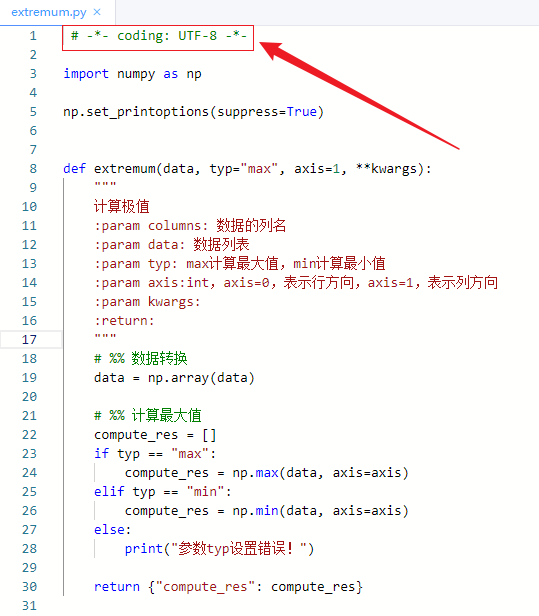 extremum.py ×
1 # -*- coding: UTF-8 -*-
2
3 import numpy as np
4
5 np.set_printoptions(suppress=True)
6
7
8 def extremum(data, typ="max", axis=1, **kwargs):
9 """
10 计算极值
11 :param columns: 数据的列名
12 :param data: 数据列表
13 :param typ: max计算最大值，min计算最小值
14 :param axis:int，axis=0，表示行方向，axis=1，表示列方向
15 :param kwargs:
16 :return:
17 """
18 # %% 数据转换
19 data = np.array(data)
20
21 # %% 计算最大值
22 compute_res = []
23 if typ == "max":
24 compute_res = np.max(data, axis=axis)
25 elif typ == "min":
26 compute_res = np.min(data, axis=axis)
27 else:
28 print("参数typ设置错误！")
29
30 return {"compute_res": compute_res}
31